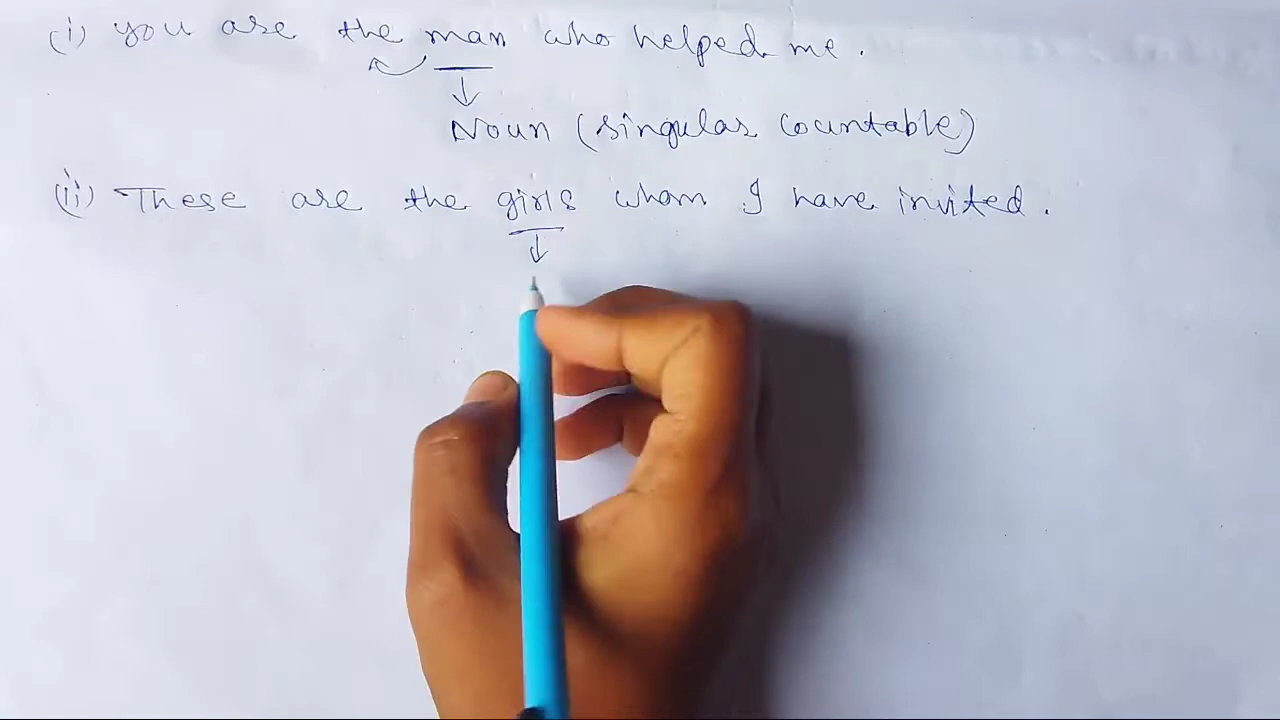 (i) you are the man who helped me.
Noun (singular countable)
(ii) These are the girls whom I have invited.